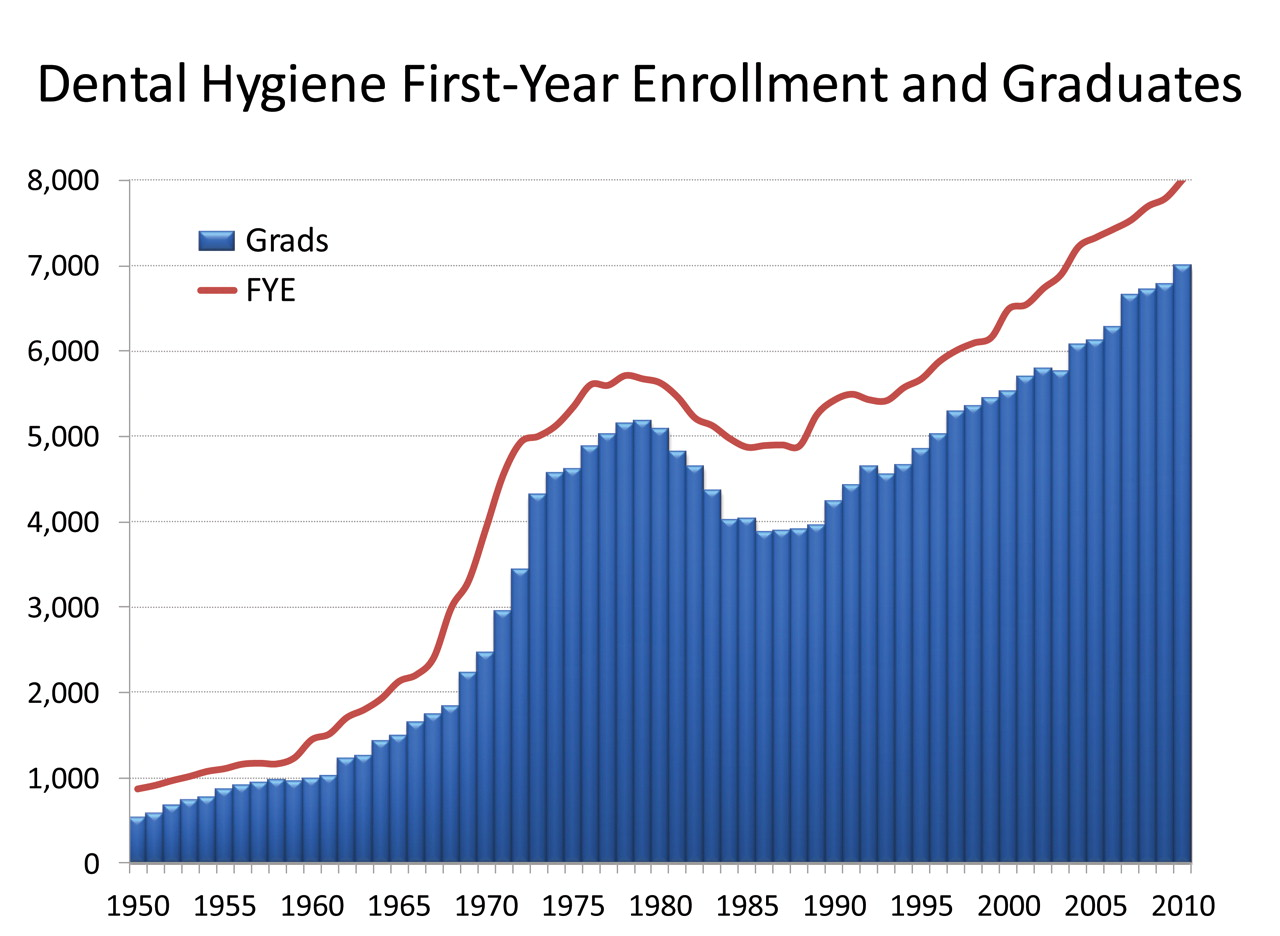 Dental Hygiene First-Year Enrollment and Graduates
8,000
Grads
7,000
FYE
6,000
5,000
4,000
3,000
2,000
1,000
0
1950 1955 1960 1965 1970 1975 1980 1985 1990 1995 2000 2005 2010